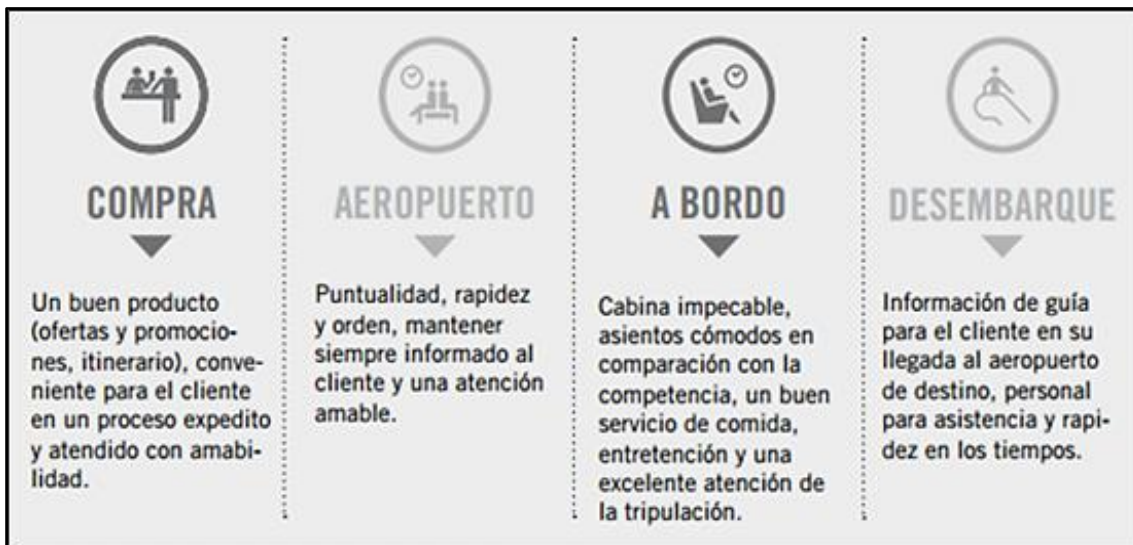 COMPRA
Un buen producto
(ofertas y promocio-
nes, itinerario), conve-
niente para el cliente
en un proceso expedito
y atendido con amabi-
lidad.
AEROPUERTO
Puntualidad, rapidez
y orden, mantener
siempre informado al
cliente y una atención
amable.
A BORDO
Cabina impecable,
asientos cómodos en
comparación con la
competencia, un buen
servicio de comida,
entretención y una
excelente atención de
la tripulación.
DESEMBARQUE
Información de guía
para el cliente en su
llegada al aeropuerto
de destino, personal
para asistencia y rapi-
dez en los tiempos.